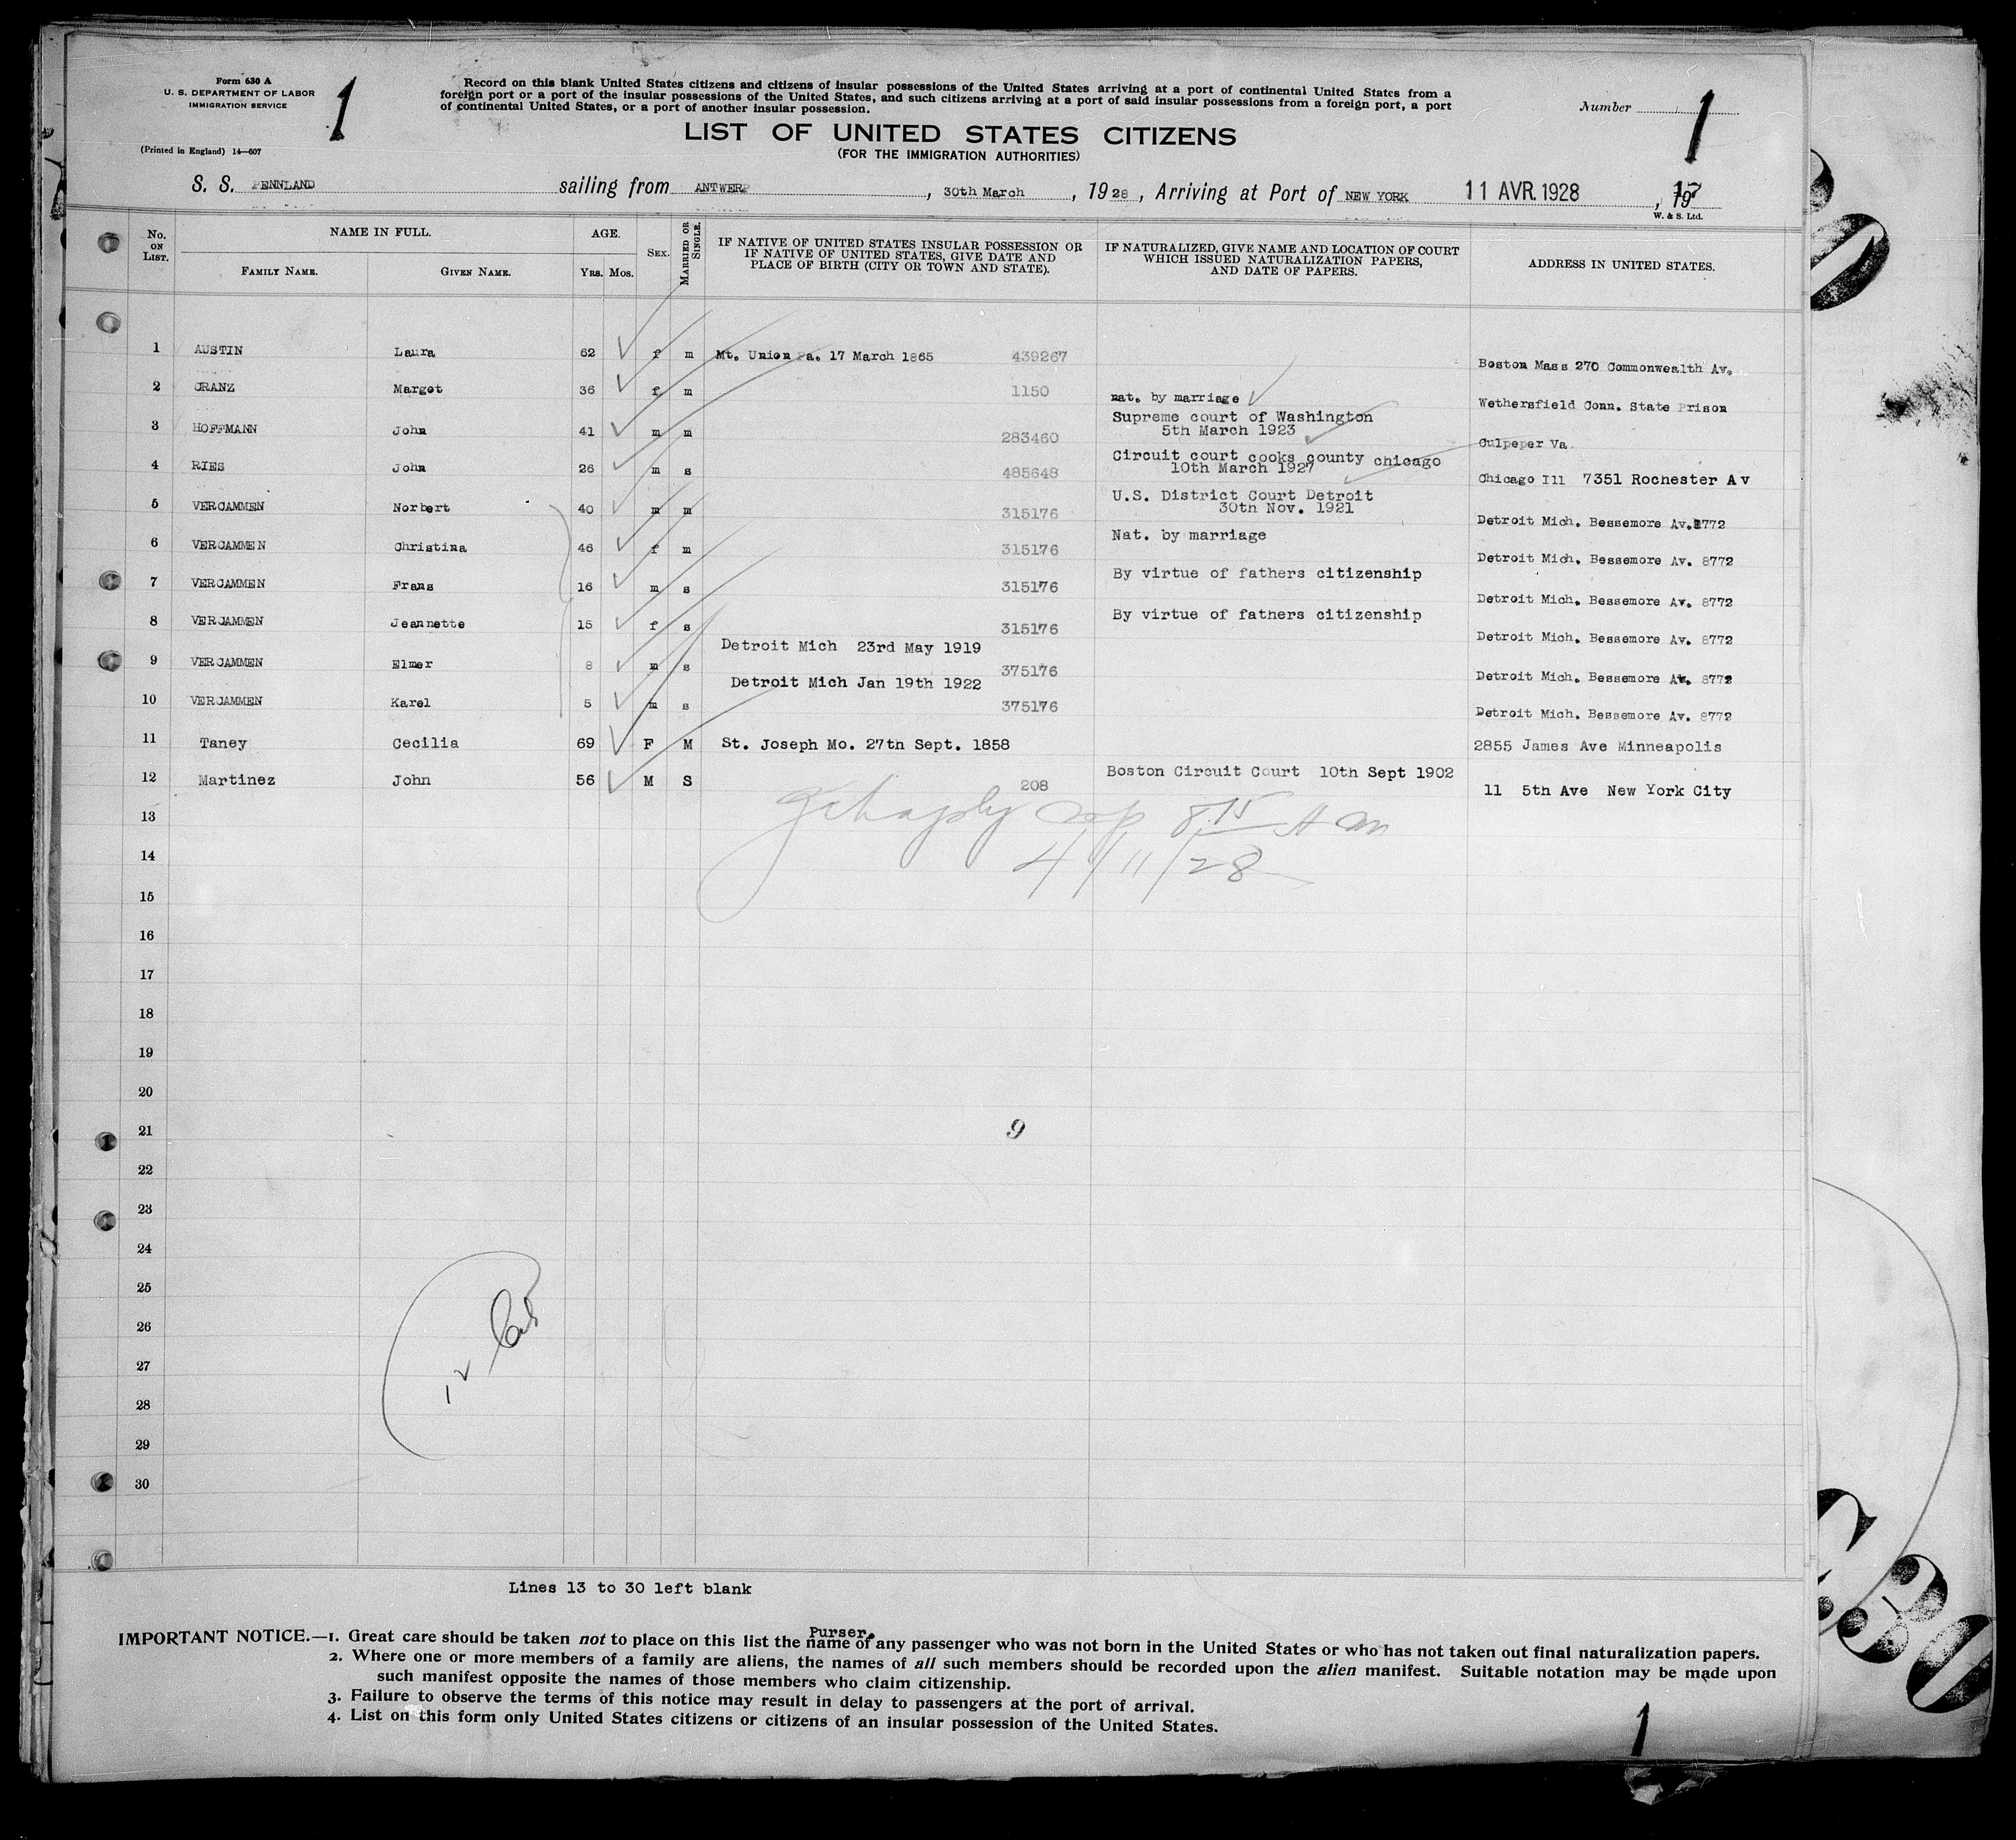 Form 630 A
U. S. DEPARTMENT OF LABOR
IMMIGRATION SERVICE
1
(Printed in England) 14—607
Record on this blank United States citizens and citizens of insular possessions of the United States arriving at a port of continental United States from a
foreign port or a port of the insular possessions of the United States, and such citizens arriving at a port of said insular possessions from a foreign port, a port
of continental United States, or a port of another insular possession.
Number 1
LIST OF UNITED STATES CITIZENS
(FOR THE IMMIGRATION AUTHORITIES)
S. S. PENNLAND sailing from ANTWERP, 30th March, 1928, Arriving at Port of NEW YORK 11 AVR. 1928, 19
17
W. & S. Ltd.
No. ON LIST. NAME IN FULL. AGE. SEX. MARRIED OR SINGLE. IF NATIVE OF UNITED STATES INSULAR POSSESSION OR IF NATIVE OF UNITED STATES, GIVE DATE AND PLACE OF BIRTH (CITY OR TOWN AND STATE). IF NATURALIZED, GIVE NAME AND LOCATION OF COURT WHICH ISSUED NATURALIZATION PAPERS, AND DATE OF PAPERS. ADDRESS IN UNITED STATES.
FAMILY NAME. GIVEN NAME. YRS. MOS.
1 AUSTIN Laura 62 f m Mt. Union Pa. 17 March 1865 439267 Boston Mass 270 Commonwealth Av.
2 CRANZ Margot 36 f m 1150 nat. by marriage Wethersfield Conn. State Prison
3 HOFFMANN John 41 m m 283460 Supreme court of Washington 5th March 1923 Culpeper Va.
4 RIES John 26 m s 485648 Circuit court cooks county chicago 10th March 1927 Chicago Ill 7351 Rochester Av
5 VERCAMMEN Norbert 40 m m 315176 U.S. District Court Detroit 30th Nov. 1921 Detroit Mich. Bessemore Av. 8772
6 VERCAMMEN Christina 46 f m 315176 Nat. by marriage Detroit Mich. Bessemore Av. 8772
7 VERCAMMEN Frans 16 m s 315176 By virtue of fathers citizenship Detroit Mich. Bessemore Av. 8772
8 VERCAMMEN Jeannette 15 f s 315176 By virtue of fathers citizenship Detroit Mich. Bessemore Av. 8772
9 VERCAMMEN Elmer 8 m s Detroit Mich 23rd May 1919 375176 Detroit Mich. Bessemore Av. 8772
10 VERCAMMEN Karel 5 m s Detroit Mich Jan 19th 1922 375176 Detroit Mich. Bessemore Av. 8772
11 Taney Cecilia 69 F M St. Joseph Mo. 27th Sept. 1858 2855 James Ave Minneapolis
12 Martinez John 56 M S 208 Boston Circuit Court 10th Sept 1902 11 5th Ave New York City
13
8.15 A m
14
4/11/28
15
16
17
18
19
20
21
9
22
23
24
25
26
27
12
28
29
30
Lines 13 to 30 left blank
Purser.
IMPORTANT NOTICE.—1. Great care should be taken not to place on this list the name of any passenger who was not born in the United States or who has not taken out final naturalization papers.
2. Where one or more members of a family are aliens, the names of all such members should be recorded upon the alien manifest. Suitable notation may be made upon
such manifest opposite the names of those members who claim citizenship.
3. Failure to observe the terms of this notice may result in delay to passengers at the port of arrival.
4. List on this form only United States citizens or citizens of an insular possession of the United States.
1